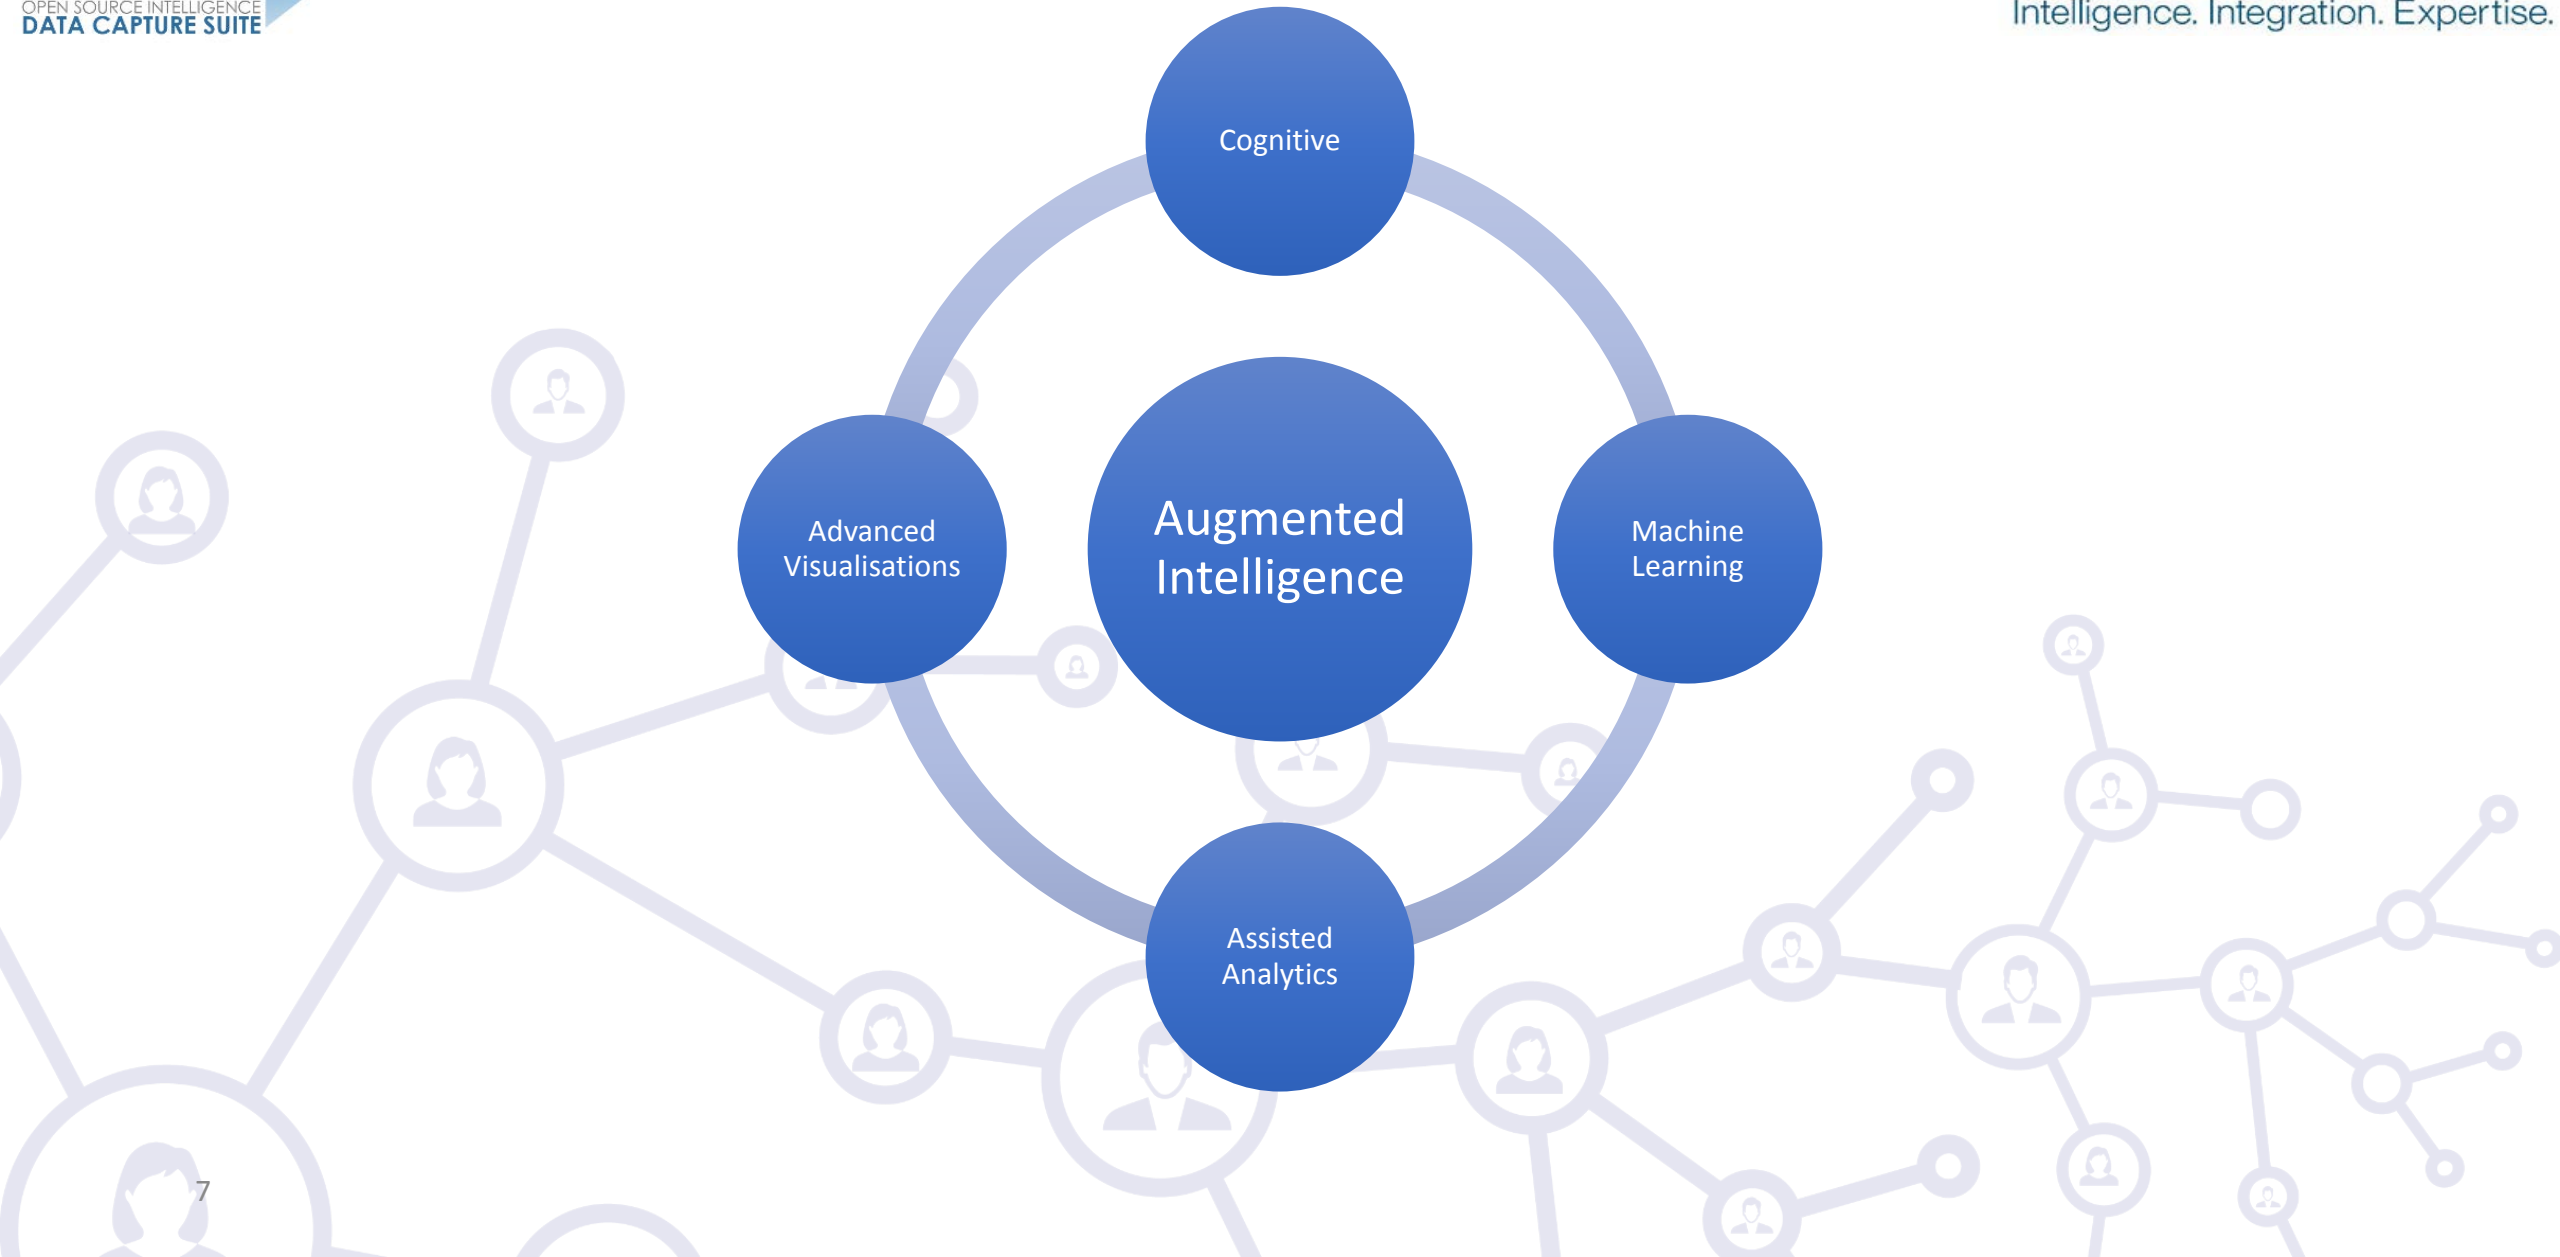 OPEN SOURCE INTELLIGENCE
DATA CAPTURE SUITE
Intelligence. Integration. Expertise.
Cognitive
Augmented
Intelligence
Advanced
Visualisations
Machine
Learning
Assisted
Analytics
7